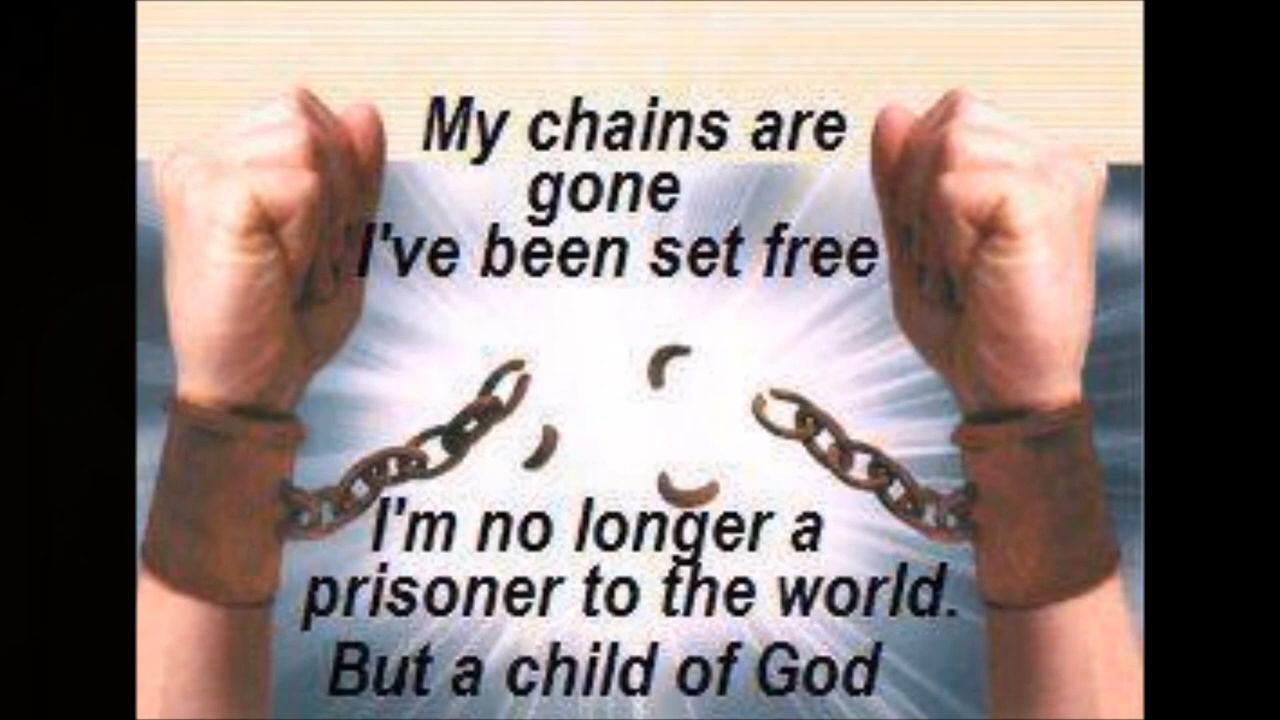 My chains are
gone
I've been set free
I'm no longer a
prisoner to the world.
But a child of God